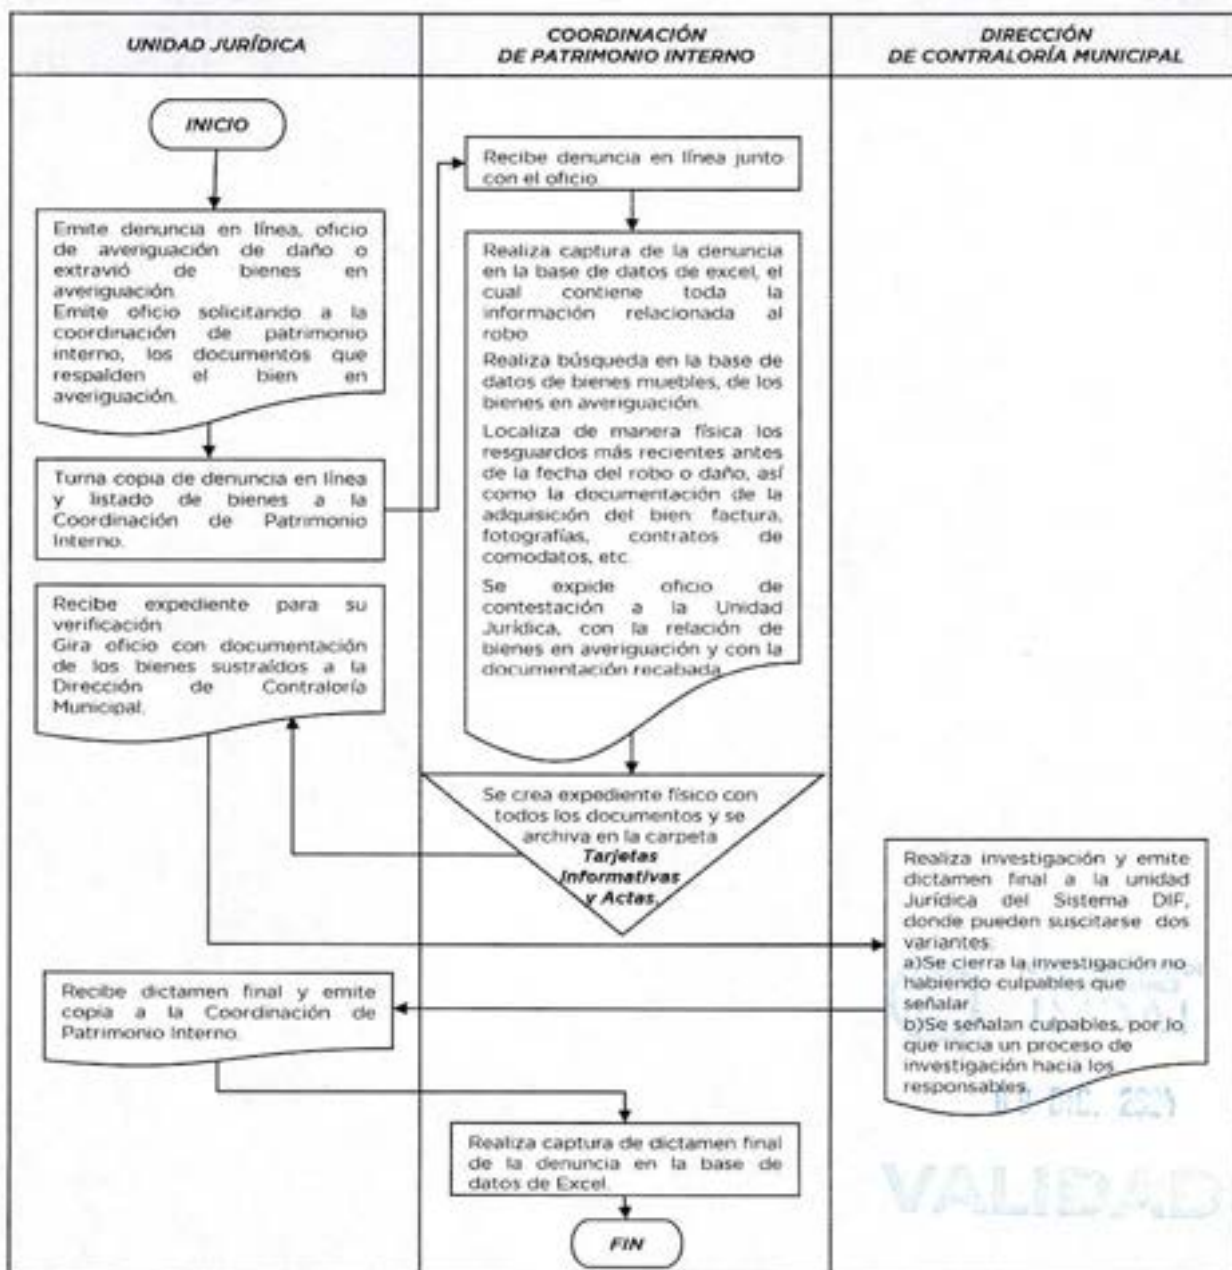 UNIDAD JURÍDICA
COORDINACIÓN
DE PATRIMONIO INTERNO
DIRECCIÓN
DE CONTRALORÍA MUNICIPAL
INICIO
Emite denuncia en línea, oficio
de averiguación de daño o
extravió de bienes en
averiguación.
Emite oficio solicitando a la
coordinación de patrimonio
interno, los documentos que
respalden el bien en
averiguación.
Turna copia de denuncia en línea
y listado de bienes a la
Coordinación de Patrimonio
Interno.
Recibe denuncia en línea junto
con el oficio.
Realiza captura de la denuncia
en la base de datos de excel, el
cual contiene toda la
información relacionada al
robo
Realiza búsqueda en la base de
datos de bienes muebles, de los
bienes en averiguación.
Localiza de manera física los
resguardos más recientes antes
de la fecha del robo o daño, así
como la documentación de la
adquisición del bien factura,
fotografías, contratos de
comodatos, etc.
Se expide oficio de
contestación a la Unidad
Jurídica, con la relación de
bienes en averiguación y con la
documentación recabada.
Se crea expediente físico con
todos los documentos y se
archiva en la carpeta
Tarjetas
Informativas
y Actas.
Recibe expediente para su
verificación
Gira oficio con documentación
de los bienes sustraídos a la
Dirección de Contraloría
Municipal.
Realiza investigación y emite
dictamen final a la unidad
Jurídica del Sistema DIF,
donde pueden suscitarse dos
variantes:
a)Se cierra la investigación no
habiendo culpables que
señalar
b)Se señalan culpables, por lo
que inicia un proceso de
investigación hacia los
responsables.
Recibe dictamen final y emite
copia a la Coordinación de
Patrimonio Interno.
Realiza captura de dictamen final
de la denuncia en la base de
datos de Excel.
FIN
DIC. 2021
VALIDAD